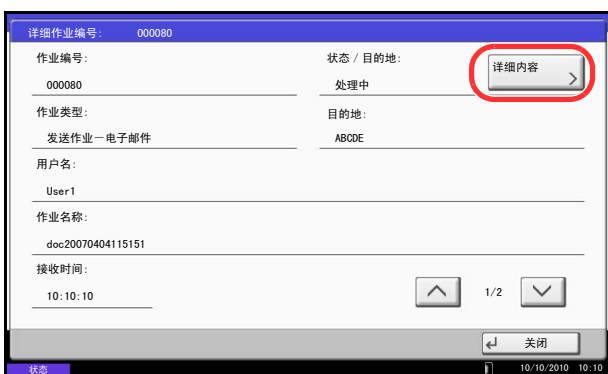 详细作业编号: 000080
作业编号: 状态 / 目的地: 详细内容
000080 处理中
作业类型: 目的地:
发送作业－电子邮件 ABCDE
用户名:
User1
作业名称:
doc20070404115151
接收时间:
10:10:10 1/2
关闭
状态 10/10/2010 10:10